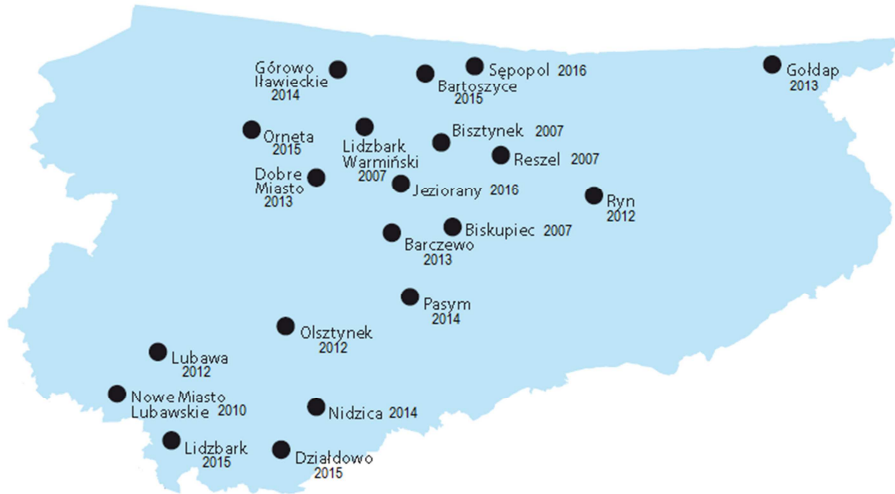 Górowo
Iławieckie
2014
Sępopol 2016
Bartoszyce
2015
Gołdap
2013
Orneta
2015
Lidzbark
Warmiński
2007
Bisztynek 2007
Reszel 2007
Dobre
Miasto
2013
Jeziorany 2016
Ryn
2012
Biskupiec 2007
Barczewo
2013
Pasym
2014
Olsztynek
2012
Lubawa
2012
Nowe Miasto
Lubawskie 2010
Nidzica 2014
Lidzbark
2015
Działdowo
2015